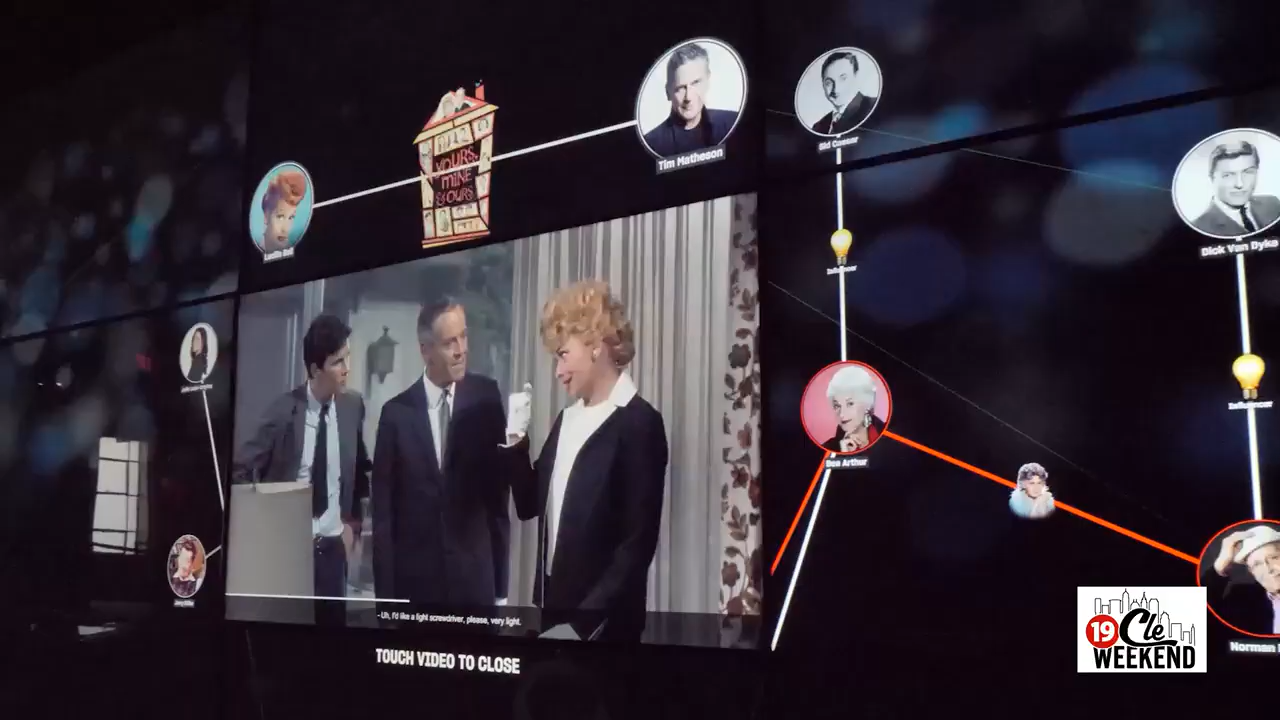 Tim Matheson
Sid Caesar
YOURS,
MINE
& OURS
Dick Van Dyke
Lucille Ball
Influencer
Influencer
Bea Arthur
- Uh, I'd like a light screwdriver, please, very light.
Norman
TOUCH VIDEO TO CLOSE
19 Cle
WEEKEND